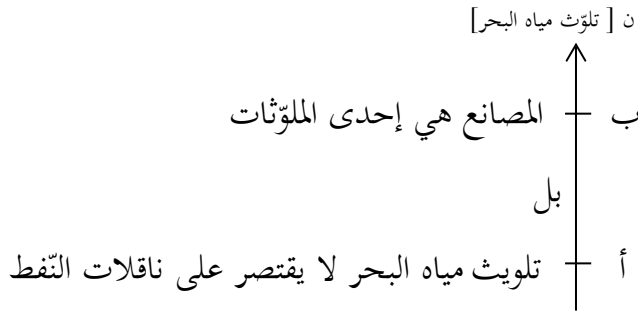 ن [ تلوّث مياه البحر]
ب المصانع هي إحدى الملوّثات
بل
أ تلويث مياه البحر لا يقتصر على ناقلات النّفط